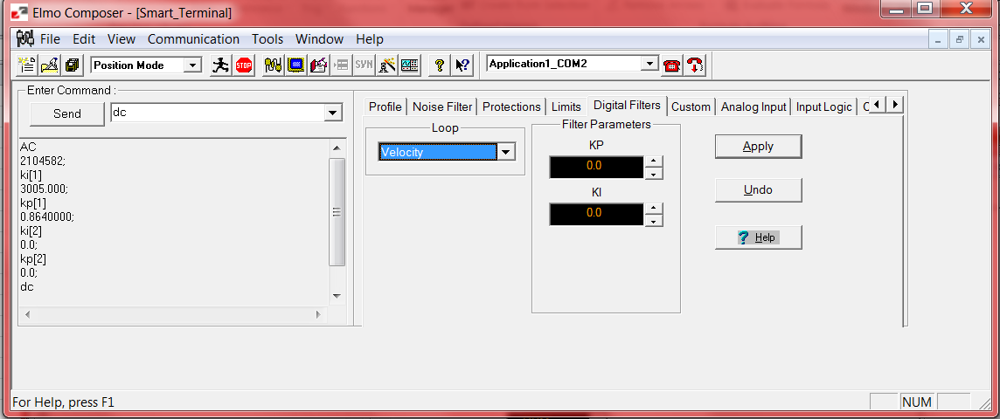 Elmo Composer - [Smart_Terminal]
File Edit View Communication Tools Window Help
Position Mode STOP SYN ? ? Application1_COM2
Enter Command :
Send dc
AC
2104582;
ki[1]
3005.000;
kp[1]
0.8640000;
ki[2]
0.0;
kp[2]
0.0;
dc
Profile Noise Filter Protections Limits Digital Filters Custom Analog Input Input Logic
Loop
Velocity
Filter Parameters
KP
0.0
KI
0.0
Apply
Undo
? Help
For Help, press F1
NUM